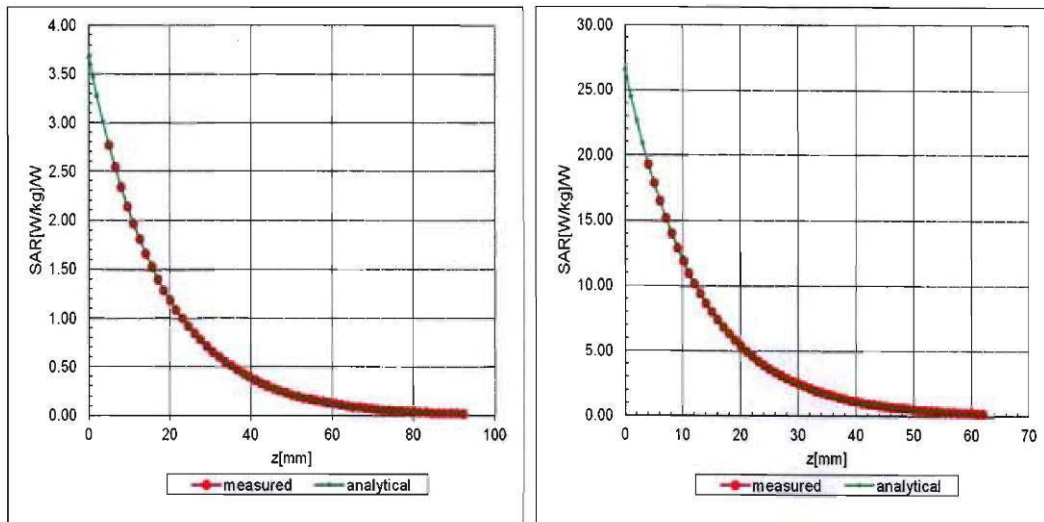 4.00
3.50
3.00
2.50
2.00
1.50
1.00
0.50
0.00
SAR[W/kg]/W
0 20 40 60 80 100
z[mm]
measured analytical
30.00
25.00
20.00
15.00
10.00
5.00
0.00
SAR[W/kg]/W
0 10 20 30 40 50 60 70
z[mm]
measured analytical